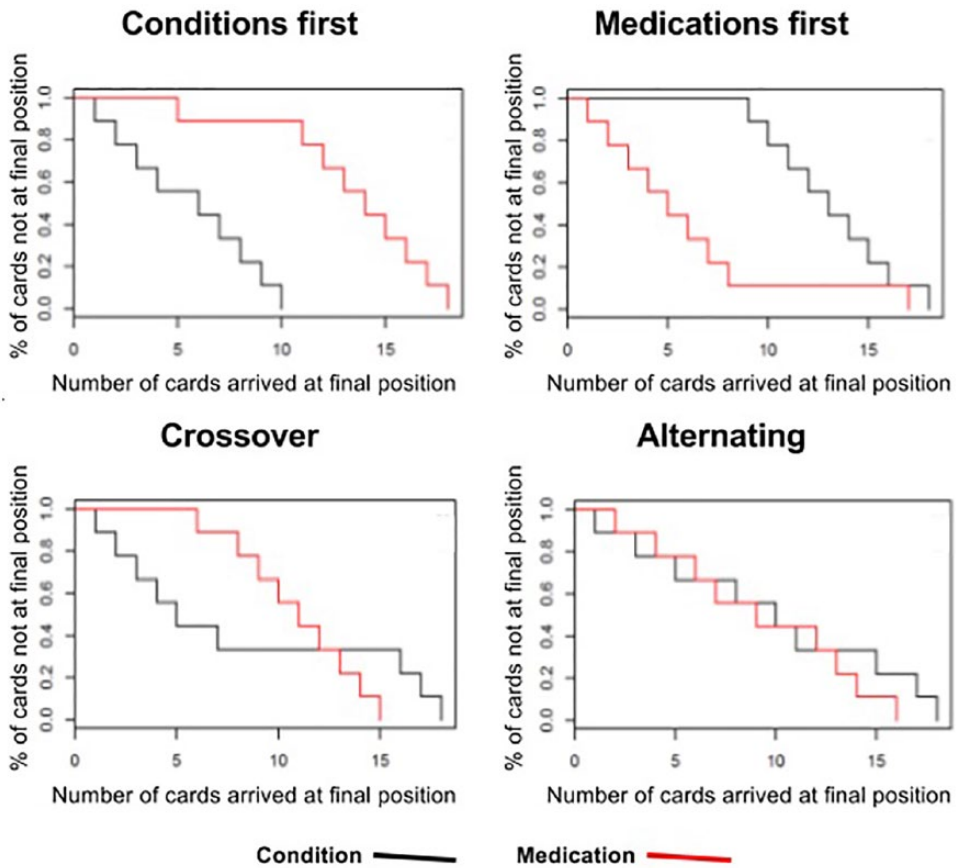 Conditions first
% of cards not at final position
1.0
0.8
0.6
0.4
0.2
0.0
0 5 10 15
Number of cards arrived at final position
Medications first
% of cards not at final position
1.0
0.8
0.6
0.4
0.2
0.0
0 5 10 15
Number of cards arrived at final position
Crossover
% of cards not at final position
1.0
0.8
0.6
0.4
0.2
0.0
0 5 10 15
Number of cards arrived at final position
Alternating
% of cards not at final position
1.0
0.8
0.6
0.4
0.2
0.0
0 5 10 15
Number of cards arrived at final position
Condition Medication